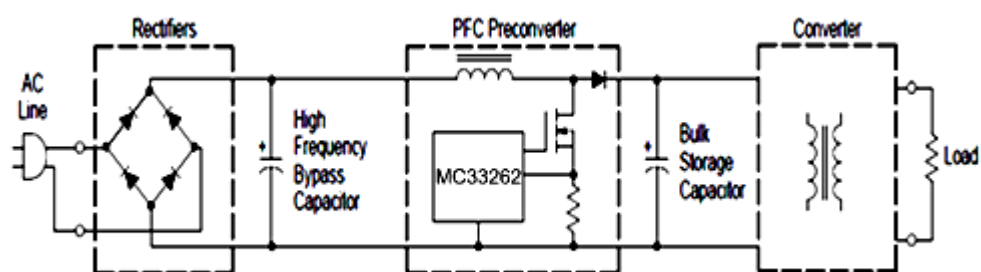 Rectifiers
PFC Preconverter
Converter
AC
Line
+
High
Frequency
Bypass
Capacitor
MC33262
+
Bulk
Storage
Capacitor
Load